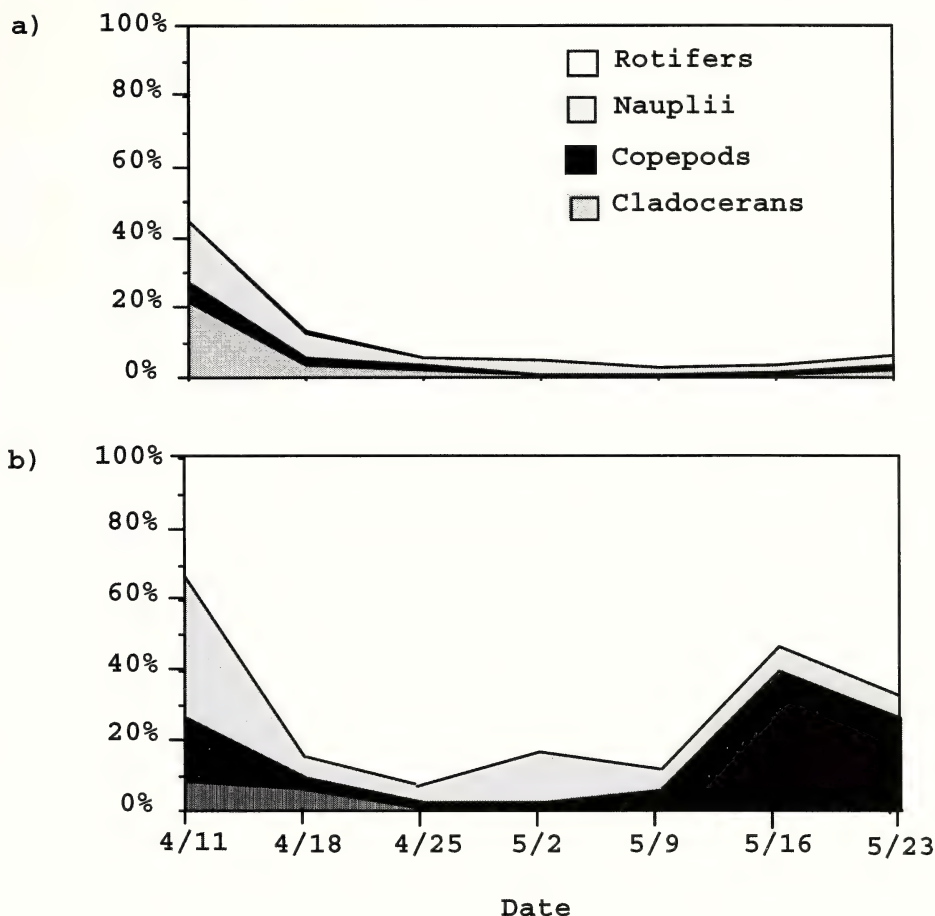 a)
100%
80%
60%
40%
20%
0%
Rotifers
Nauplii
Copepods
Cladocerans
b)
100%
80%
60%
40%
20%
0%
4/11 4/18 4/25 5/2 5/9 5/16 5/23
Date